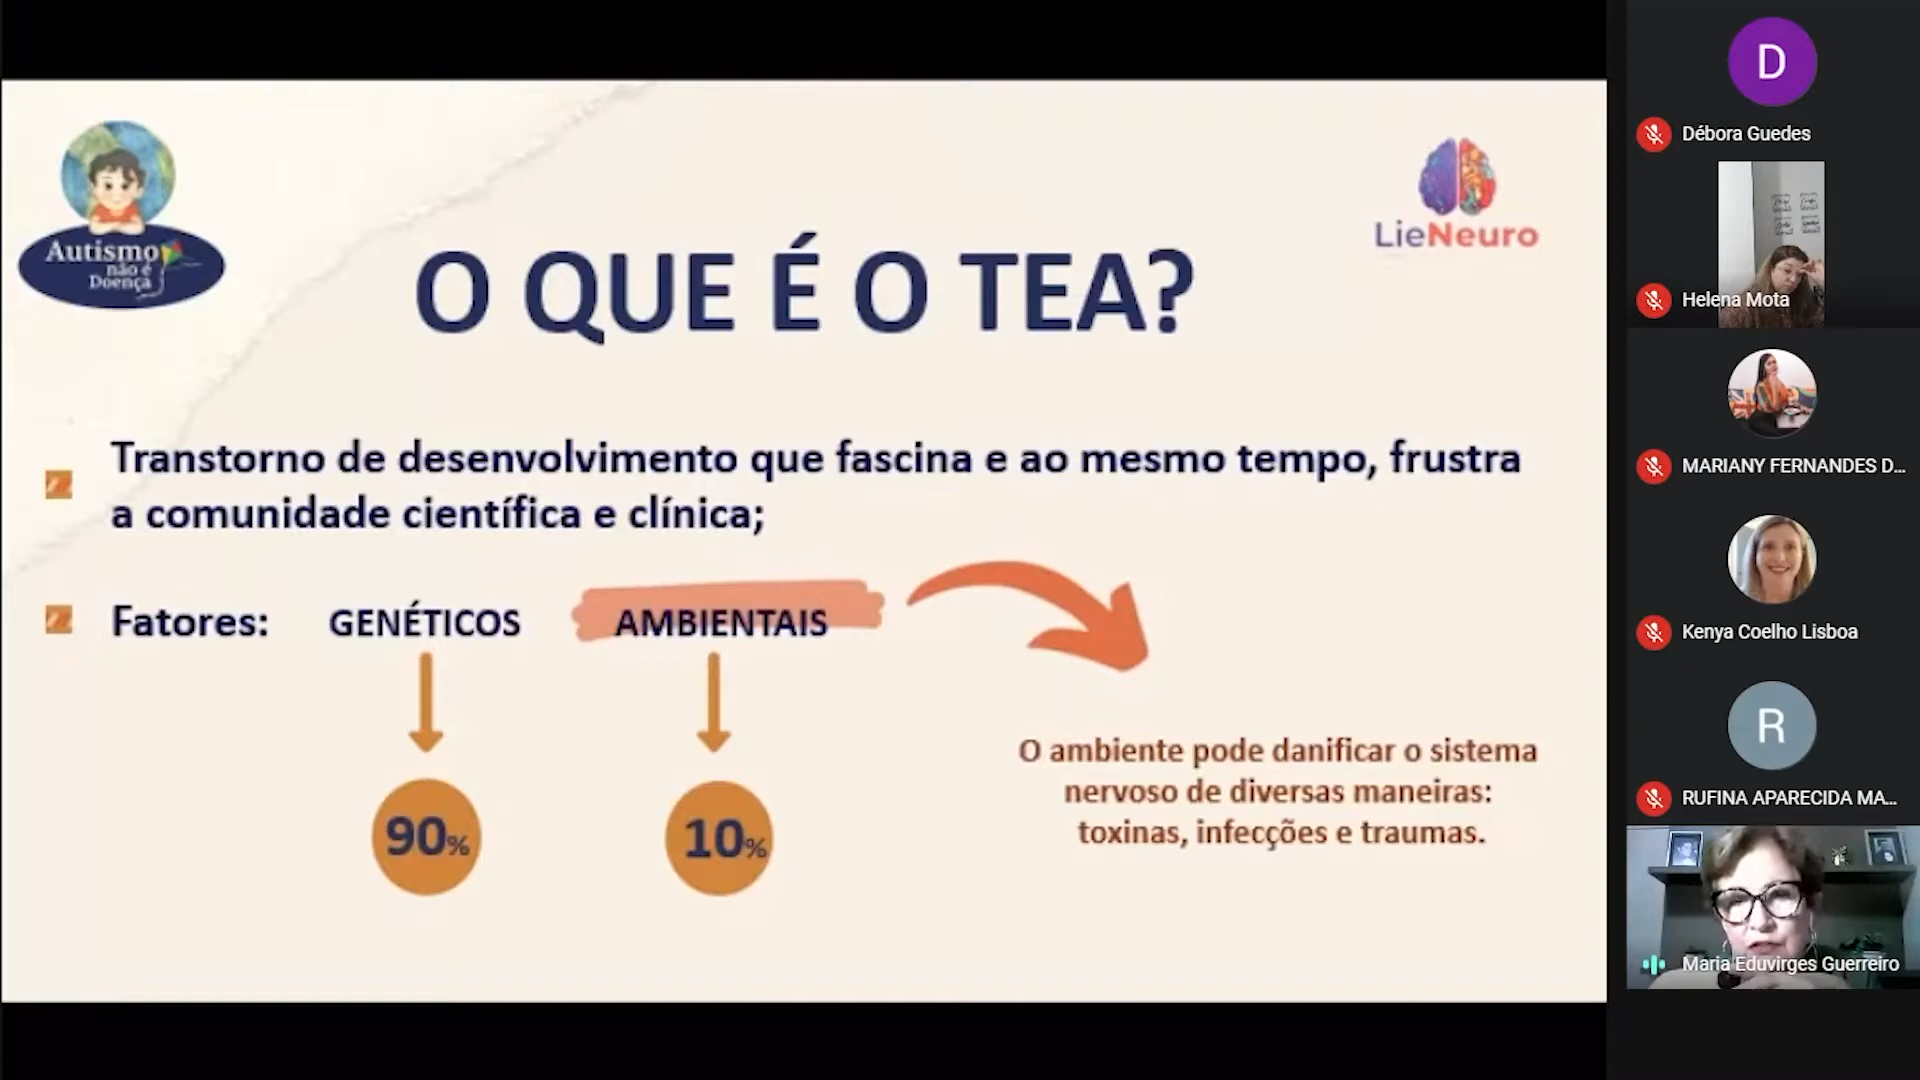 Autismo
não é
Doença
LieNeuro
O QUE É O TEA?
Transtorno de desenvolvimento que fascina e ao mesmo tempo, frustra
a comunidade científica e clínica;
Fatores: GENÉTICOS AMBIENTAIS
90% 10%
O ambiente pode danificar o sistema
nervoso de diversas maneiras:
toxinas, infecções e traumas.
D
Débora Guedes
Helena Mota
MARIANY FERNANDES D...
Kenya Coelho Lisboa
R
RUFINA APARECIDA MA...
Maria Eduvirges Guerreiro